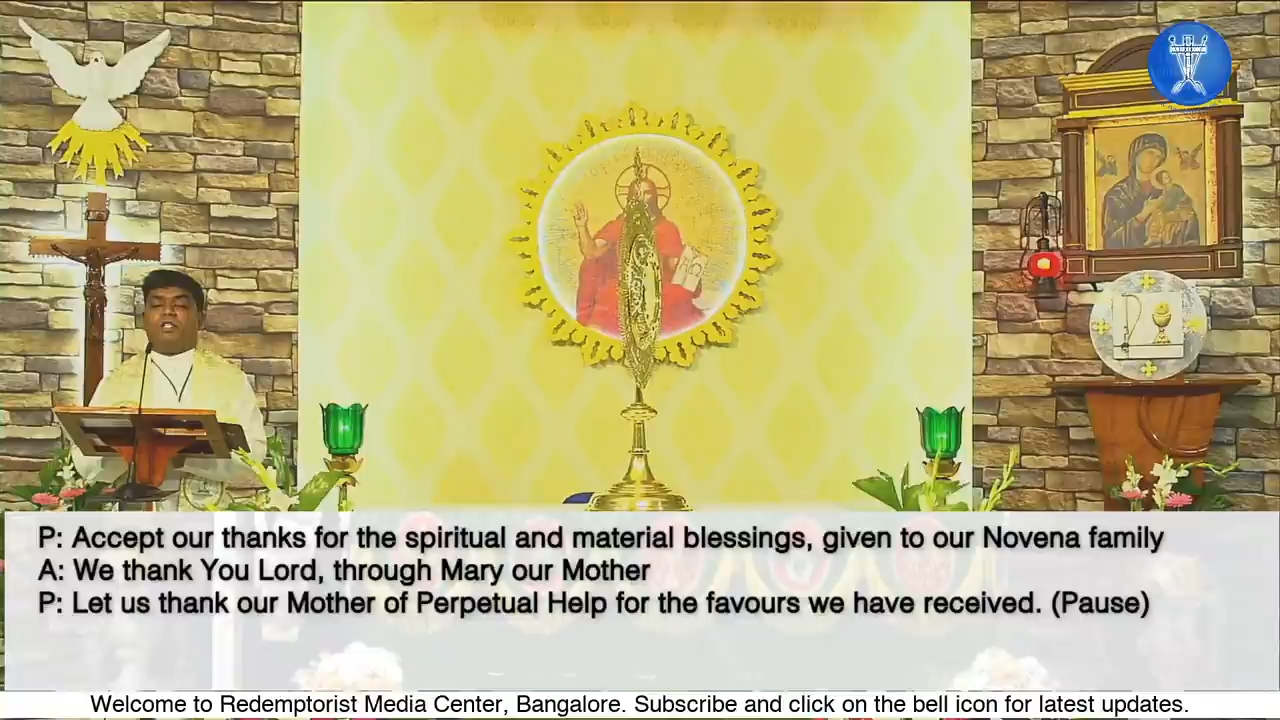 P: Accept our thanks for the spiritual and material blessings, given to our Novena family
A: We thank You Lord, through Mary our Mother
P: Let us thank our Mother of Perpetual Help for the favours we have received. (Pause)
Welcome to Redemptorist Media Center, Bangalore. Subscribe and click on the bell icon for latest updates.